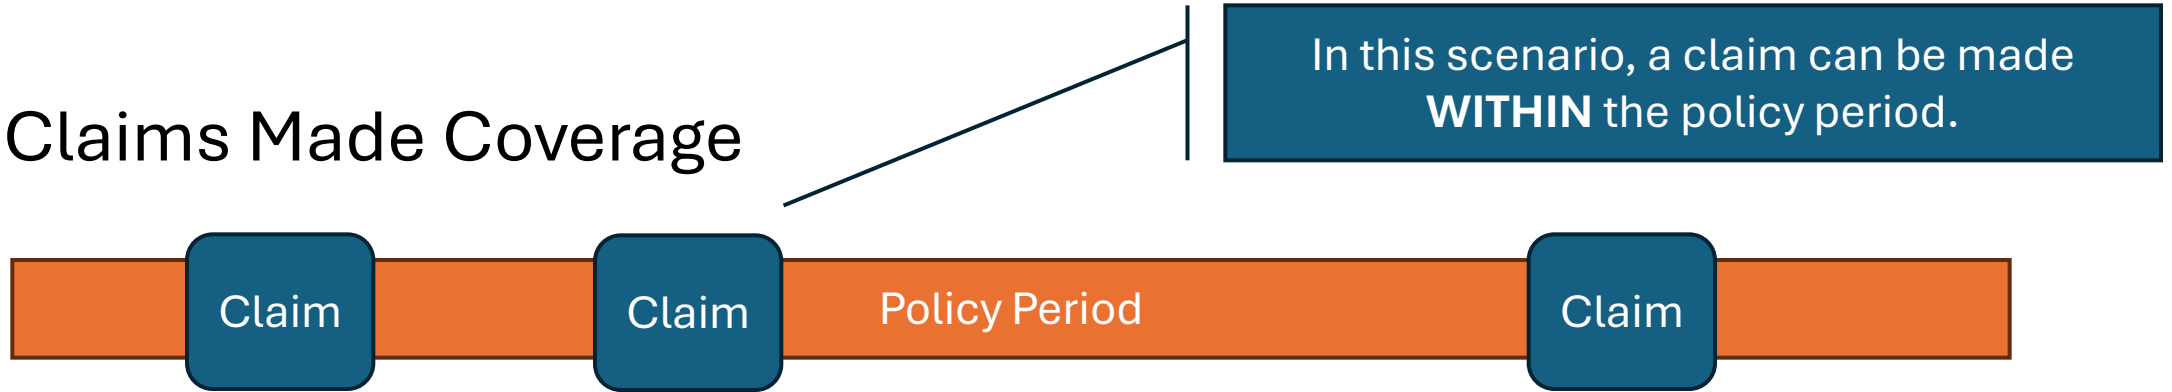 In this scenario, a claim can be made
WITHIN the policy period.
Claims Made Coverage
Claim
Claim
Policy Period
Claim